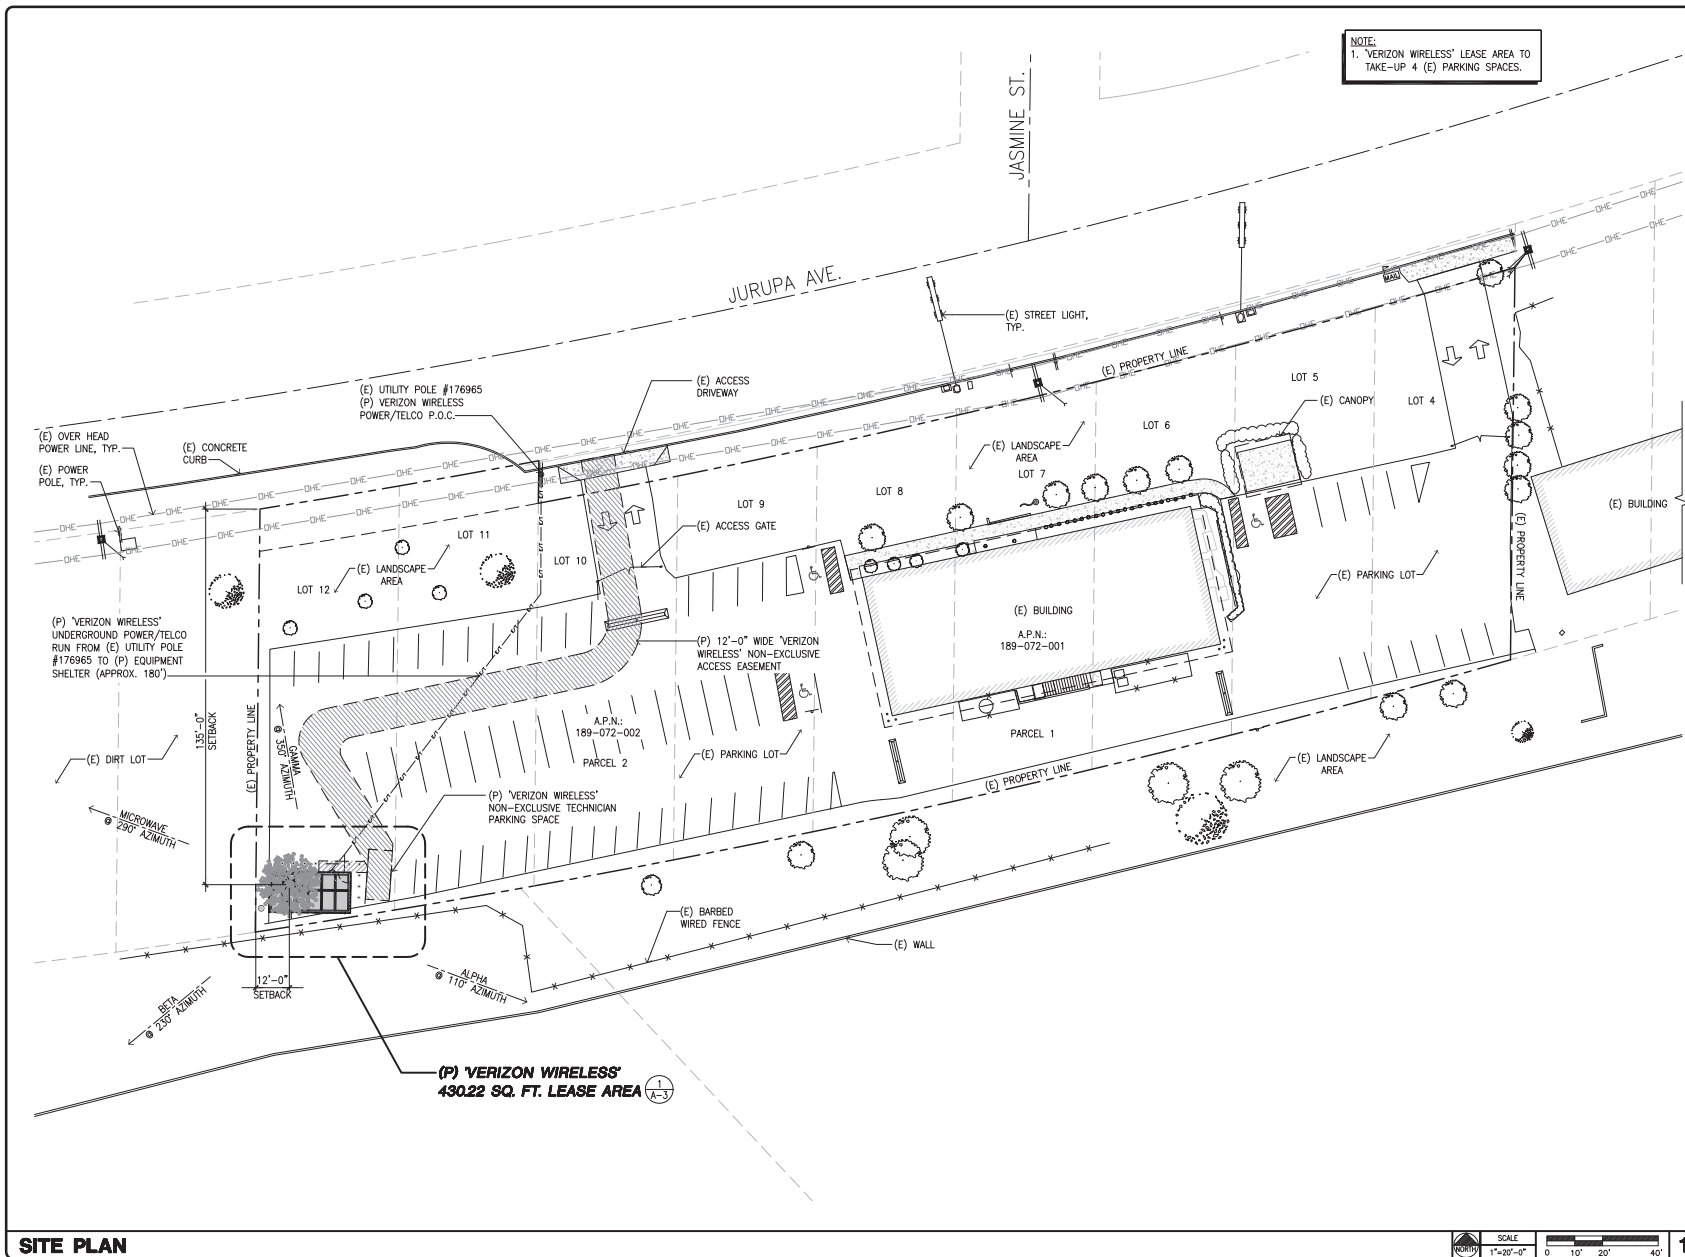 NOTE:
1. 'VERIZON WIRELESS' LEASE AREA TO
TAKE-UP 4 (E) PARKING SPACES.
JASMINE ST.
JURUPA AVE.
(E) STREET LIGHT,
TYP.
MAIL
(E) PROPERTY LINE
(E) ACCESS
DRIVEWAY
(E) UTILITY POLE #176965
(P) VERIZON WIRELESS
POWER/TELCO P.O.C.
(E) OVER HEAD
POWER LINE, TYP.
(E) CONCRETE
CURB
(E) POWER
POLE, TYP.
LOT 5
(E) CANOPY
LOT 4
LOT 6
(E) LANDSCAPE
AREA
LOT 7
LOT 8
LOT 9
(E) ACCESS GATE
LOT 11
LOT 10
(E) LANDSCAPE
AREA
LOT 12
(E) BUILDING
(E) PROPERTY LINE
(E) PARKING LOT
(E) BUILDING
A.P.N.:
189-072-001
(P) 'VERIZON WIRELESS'
UNDERGROUND POWER/TELCO
RUN FROM (E) UTILITY POLE
#176965 TO (P) EQUIPMENT
SHELTER (APPROX. 180')
(P) 12'-0" WIDE 'VERIZON
WIRELESS' NON-EXCLUSIVE
ACCESS EASEMENT
135'-0"
SETBACK
(E) PROPERTY LINE
GAMMA
@ 350° AZIMUTH
A.P.N.:
189-072-002
PARCEL 2
(E) PARKING LOT
PARCEL 1
(E) DIRT LOT
(E) LANDSCAPE
AREA
(E) PROPERTY LINE
(P) 'VERIZON WIRELESS'
NON-EXCLUSIVE TECHNICIAN
PARKING SPACE
MICROWAVE
@ 290° AZIMUTH
(E) BARBED
WIRED FENCE
(E) WALL
12'-0"
SETBACK
ALPHA
@ 110° AZIMUTH
BETA
@ 230° AZIMUTH
(P) 'VERIZON WIRELESS'
430.22 SQ. FT. LEASE AREA
1
A-3
OHE OHE OHE OHE OHE OHE
SITE PLAN
NORTH
SCALE
1"=20'-0"
0 10' 20' 40'
1